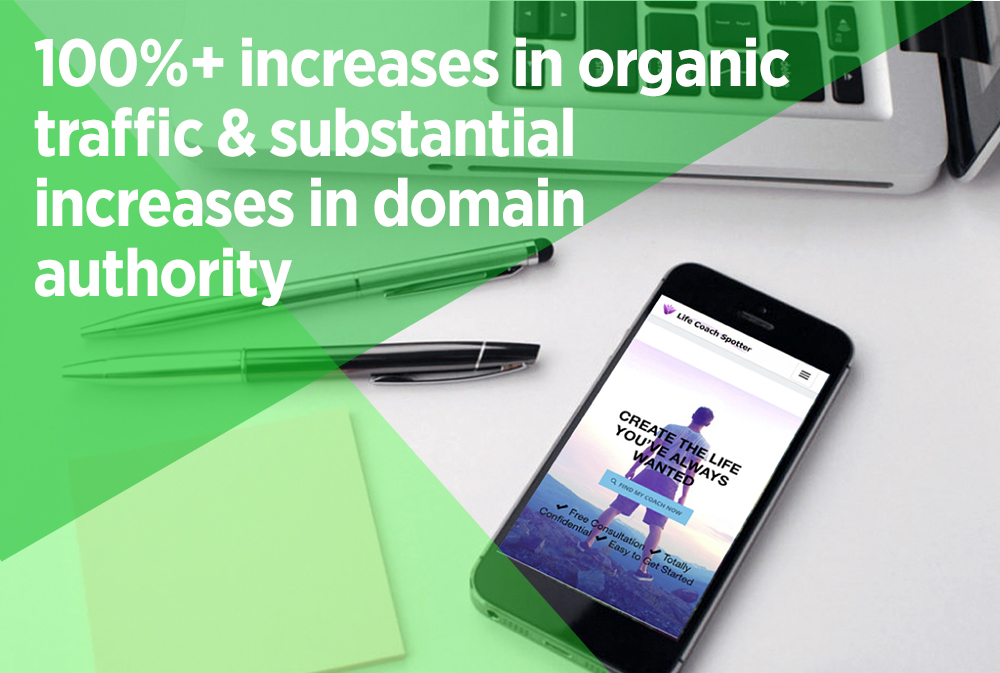 100%+ increases in organic
traffic & substantial
increases in domain
authority
Life Coach Spotter
CREATE THE LIFE
YOU'VE ALWAYS
WANTED
FIND MY COACH NOW
✔ Free Consultation ✔ Totally
Confidential ✔ Easy to Get Started